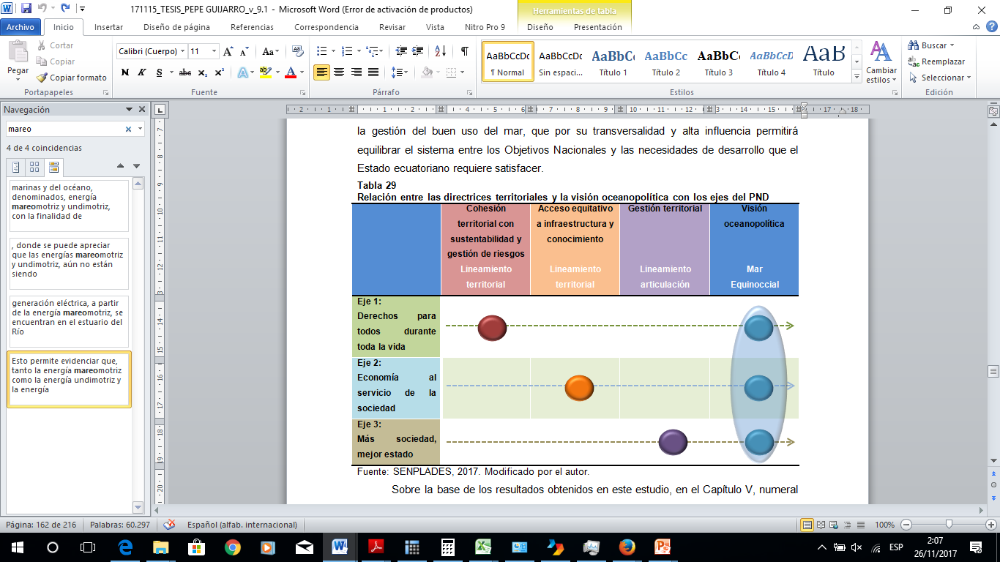 171115_TESIS_PEPE GUIJARRO_v_9.1 - Microsoft Word (Error de activación de productos)
Herramientas de tabla
Archivo Inicio Insertar Diseño de página Referencias Correspondencia Revisar Vista Nitro Pro 9 Diseño Presentación
Pegar
Cortar
Copiar
Copiar formato
Portapapeles
Calibri (Cuerpo) 11
N K S abc x₂ x²
Fuente
Párrafo
AaBbCcDc AaBbCcDc AaBbC AaBbCc AaBbC AaBbCcD AaB
¶ Normal Sin espaci... Título 1 Título 2 Título 3 Título 4 Título
Cambiar estilos
Estilos
Buscar
Reemplazar
Seleccionar
Edición
Navegación
mareo
4 de 4 coincidencias
marinas y del océano,
denominados, energía
mareomotriz y undimotriz,
con la finalidad de
, donde se puede apreciar
que las energías mareomotriz
y undimotriz, aún no están
siendo
generación eléctrica, a partir
de la energía mareomotriz, se
encuentran en el estuario del
Río
Esto permite evidenciar que,
tanto la energía mareomotriz
como la energía undimotriz y
la energía
la gestión del buen uso del mar, que por su transversalidad y alta influencia permitirá
equilibrar el sistema entre los Objetivos Nacionales y las necesidades de desarrollo que el
Estado ecuatoriano requiere satisfacer.
Tabla 29
Relación entre las directrices territoriales y la visión oceanopolítica con los ejes del PND
Cohesión
territorial con
sustentabilidad y
gestión de riesgos
Lineamiento
territorial
Acceso equitativo
a infraestructura y
conocimiento
Lineamiento
territorial
Gestión territorial
Lineamiento
articulación
Visión
oceanopolítica
Mar
Equinoccial
Eje 1:
Derechos para
todos durante
toda la vida
Eje 2:
Economía al
servicio de la
sociedad
Eje 3:
Más sociedad,
mejor estado
Fuente: SENPLADES, 2017. Modificado por el autor.
Sobre la base de los resultados obtenidos en este estudio, en el Capítulo V, numeral
Página: 162 de 216 Palabras: 60.297 Español (alfab. internacional) 100%
ESP
2:07
26/11/2017